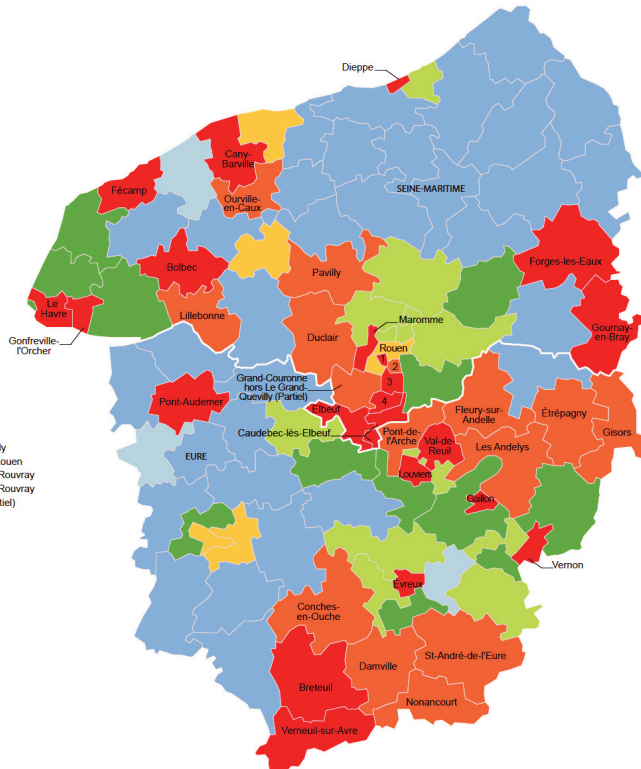 Dieppe
Cany-
Barville
SEINE-MARITIME
Fécamp
Ourville-
en-Caux
Forges-les-Eaux
Bolbec
Pavilly
Le
Havre
Lillebonne
Maromme
Gournay-
en-Bray
Duclair
Gonfreville-
l'Orcher
Rouen
1
2
Grand-Couronne
hors Le Grand-
Quevilly (Partiel)
3
Pont-Audemer
4
Elbeuf
Fleury-sur-
Andelle
Étrépagny
Caudebec-lès-Elbeuf
Pont-de-
l'Arche
Val-de-
Reuil
Gisors
Les Andelys
EURE
Louviers
Gaillon
Vernon
Évreux
Conches-
en-Ouche
St-André-de-l'Eure
Damville
Breteuil
Nonancourt
Verneuil-sur-Avre
ly
ouen
Rouvray
Rouvray
tiel)